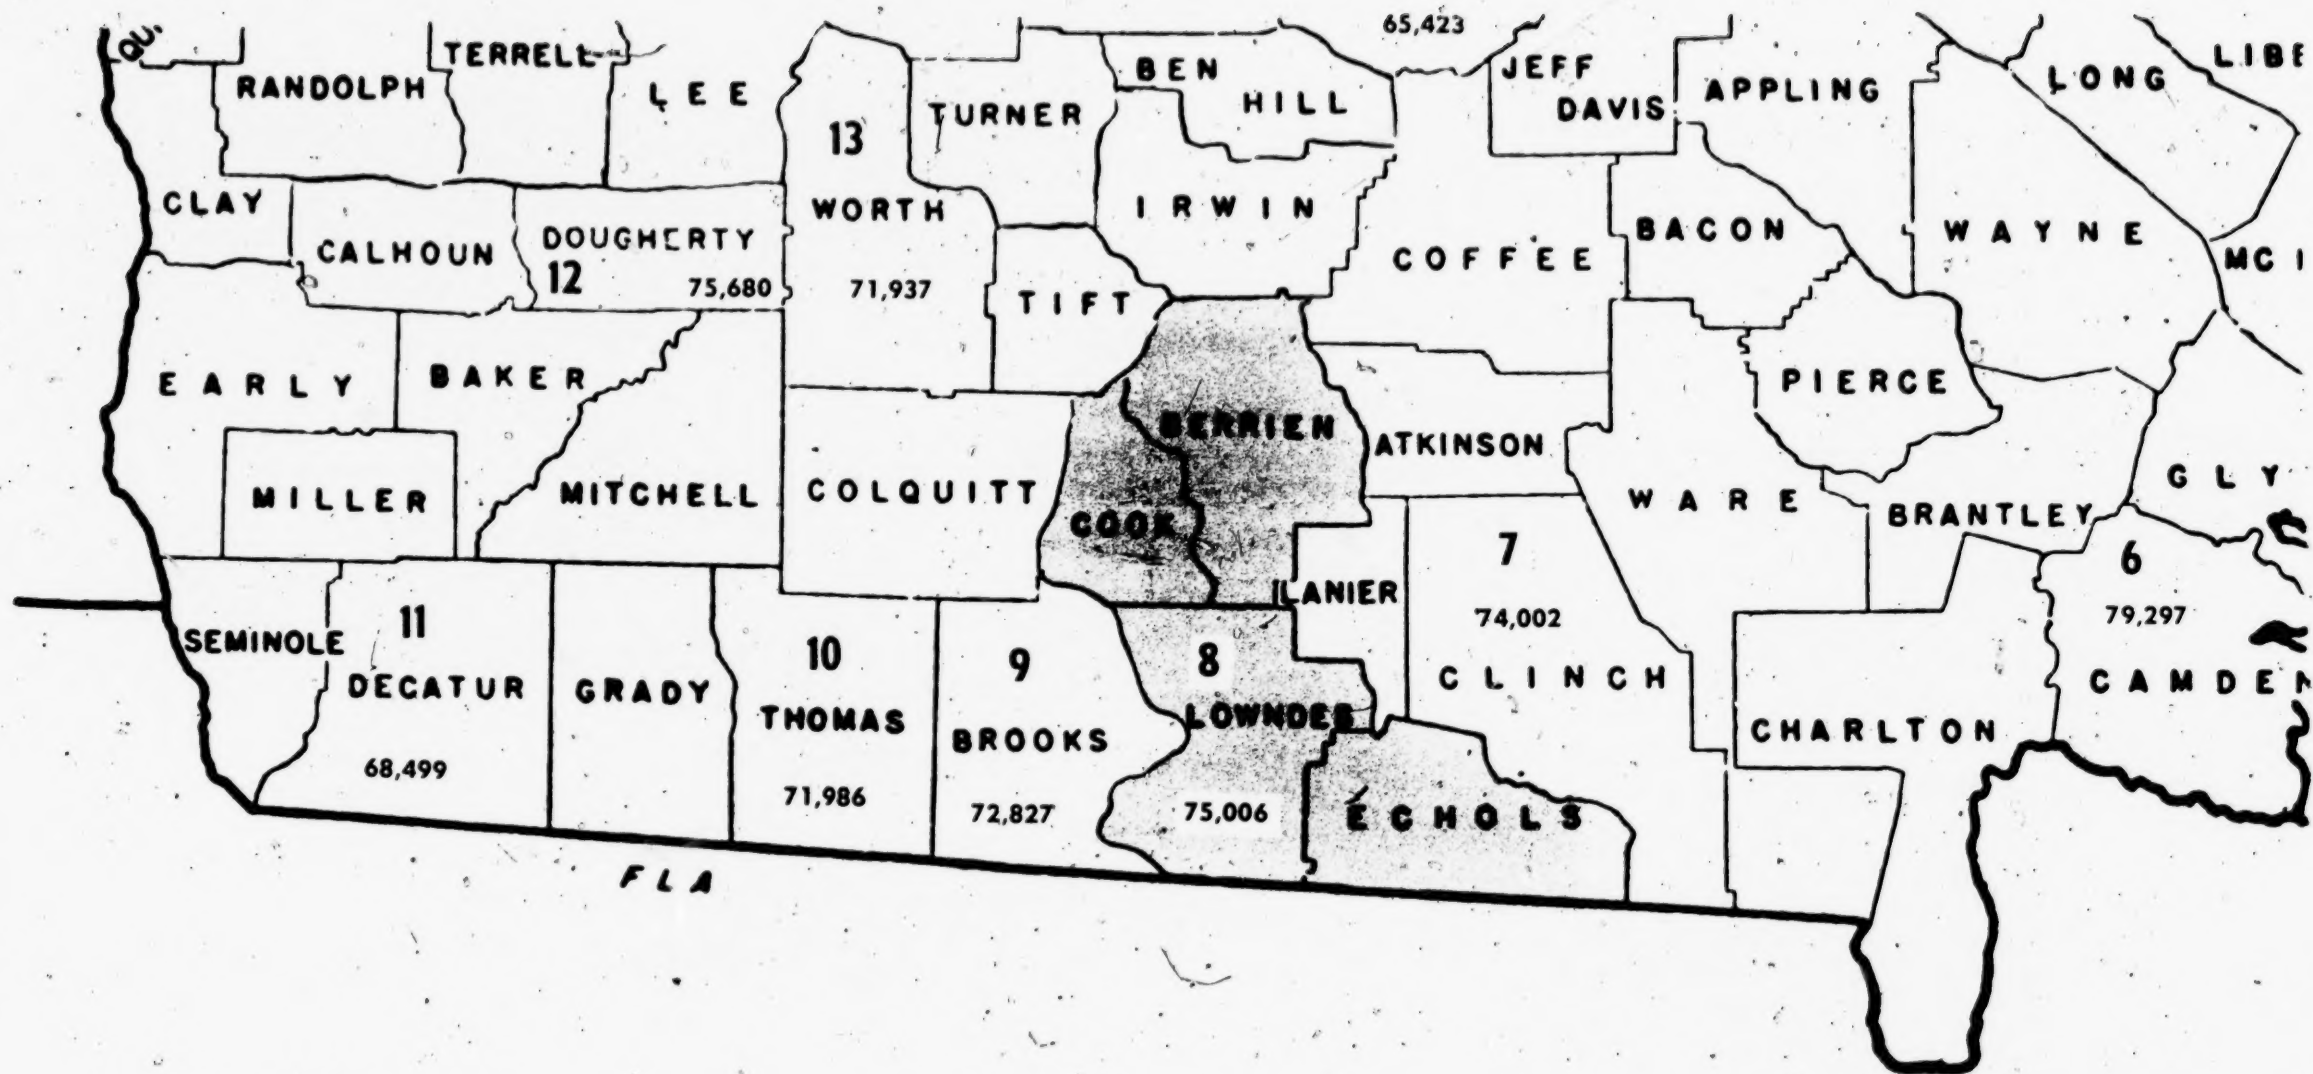 QU.
TERRELL
65,423
LIBE
RANDOLPH
LEE
BEN
HILL
JEFF
DAVIS
APPLING
LONG
TURNER
13
WORTH
71,937
CLAY
CALHOUN
DOUGHERTY
12
75,680
IRWIN
COFFEE
BACON
WAYNE
MC I
TIFT
EARLY
BAKER
PIERCE
BERRIEN
ATKINSON
MILLER
MITCHELL
COLQUITT
COOK
WARE
BRANTLEY
GLY
7
74,002
CLINCH
6
79,297
CAMDEN
LANIER
SEMINOLE
11
DECATUR
68,499
GRADY
10
THOMAS
71,986
9
BROOKS
72,827
8
LOWNDES
75,006
ECHOLS
CHARLTON
FLA